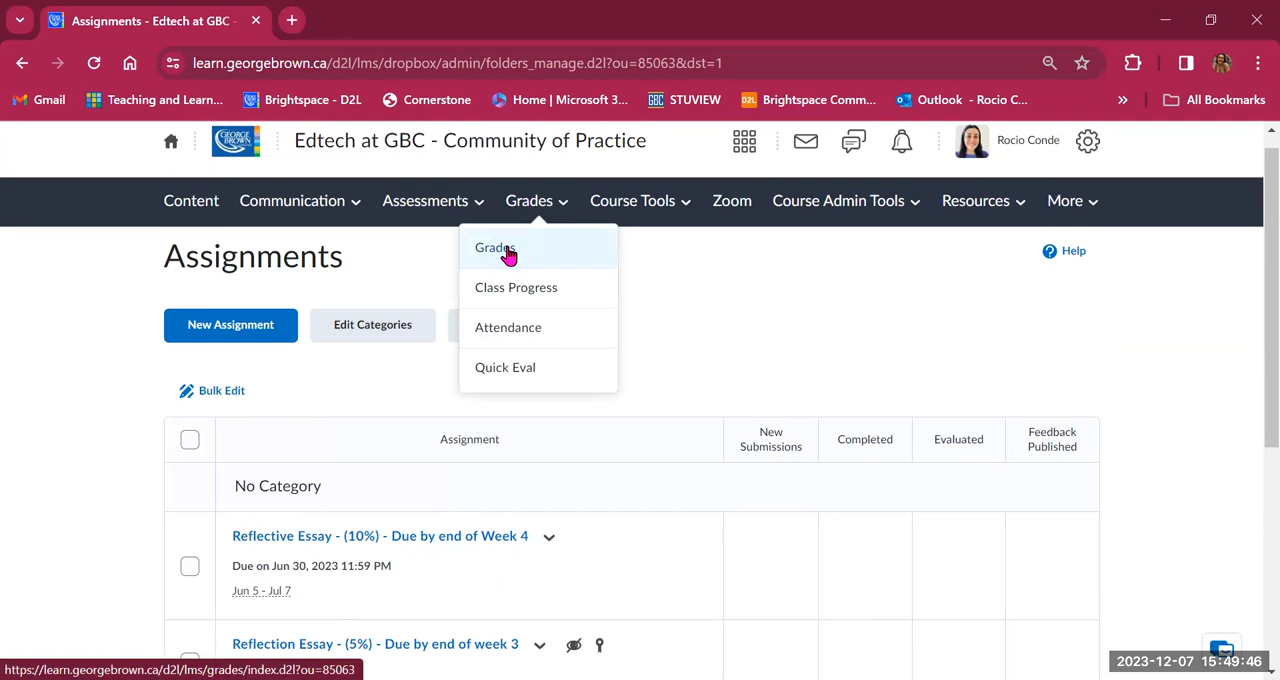 Assignments - Edtech at GBC -
learn.georgebrown.ca/d2l/lms/dropbox/admin/folders_manage.d2l?ou=85063&dst=1
Gmail
Teaching and Learn...
Brightspace - D2L
Cornerstone
Home | Microsoft 3...
GBC STUVIEW
D2L Brightspace Comm...
Outlook - Rocio C...
All Bookmarks
GEORGE BROWN
Edtech at GBC - Community of Practice
Rocio Conde
Content Communication Assessments Grades Course Tools Zoom Course Admin Tools Resources More
Grades
Class Progress
Attendance
Quick Eval
Assignments
Help
New Assignment
Edit Categories
Bulk Edit
Assignment
New Submissions
Completed
Evaluated
Feedback Published
No Category
Reflective Essay - (10%) - Due by end of Week 4
Due on Jun 30, 2023 11:59 PM
Jun 5 - Jul 7
Reflection Essay - (5%) - Due by end of week 3
https://learn.georgebrown.ca/d2l/lms/grades/index.d2l?ou=85063
2023-12-07 15:49:46